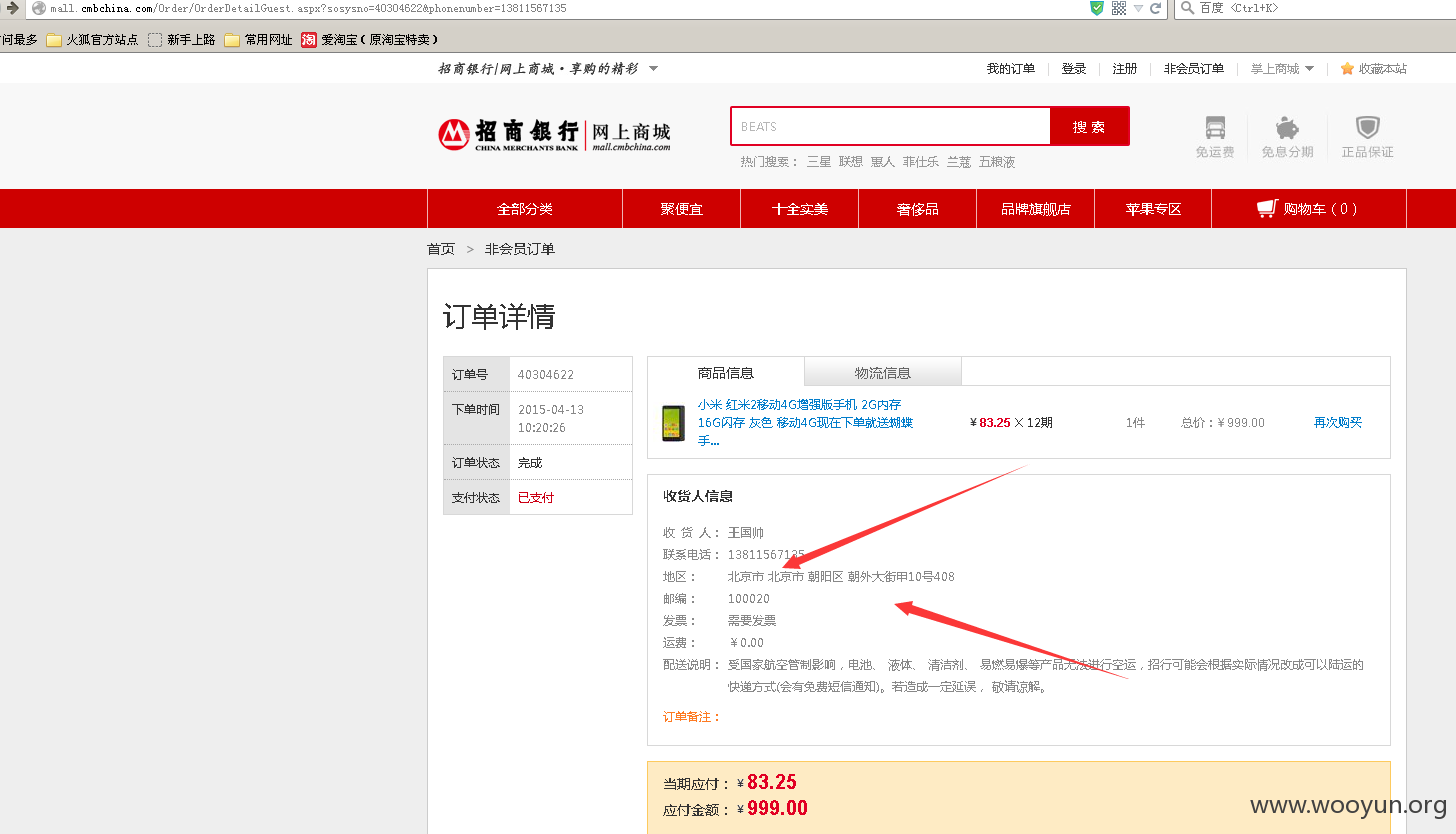 mall.cmbchina.com/Order/OrderDetailGuest.aspx?sosysno=40304622&phonenumber=13811567135
百度 <Ctrl+K>
问最多 火狐官方站点 新手上路 常用网址 淘 爱淘宝（原淘宝特卖）
招商银行|网上商城·享购的精彩 我的订单 登录 注册 非会员订单 掌上商城 收藏本站
招商银行 网上商城
CHINA MERCHANTS BANK mall.cmbchina.com
BEATS 搜 索
热门搜索： 三星 联想 惠人 菲仕乐 兰蔻 五粮液
免运费 免息分期 正品保证
全部分类 聚便宜 十全实美 奢侈品 品牌旗舰店 苹果专区 购物车（ 0 ）
首页 > 非会员订单
订单详情
订单号 40304622
下单时间 2015-04-13
10:20:26
订单状态 完成
支付状态 已支付
商品信息 物流信息
小米 红米2移动4G增强版手机 2G内存
16G闪存 灰色 移动4G现在下单就送蝴蝶
手...
¥ 83.25 X 12期 1件 总价：¥ 999.00 再次购买
收货人信息
收 货 人： 王国帅
联系电话： 13811567135
地区： 北京市 北京市 朝阳区 朝外大街甲10号408
邮编： 100020
发票： 需要发票
运费： ¥0.00
配送说明： 受国家航空管制影响，电池、 液体、 清洁剂、 易燃易爆等产品无法进行空运，招行可能会根据实际情况改成可以陆运的
快递方式(会有免费短信通知)。若造成一定延误， 敬请谅解。
订单备注：
当期应付：¥ 83.25
应付金额：¥ 999.00
www.wooyun.org